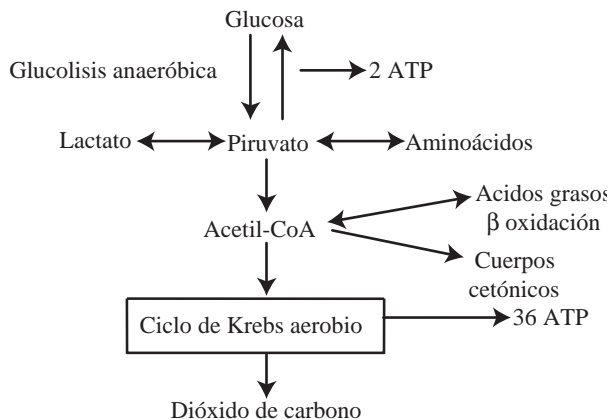 Glucosa
Glucolisis anaeróbica
2 ATP
Lactato
Piruvato
Aminoácidos
Acidos grasos
β oxidación
Acetil-CoA
Cuerpos
cetónicos
Ciclo de Krebs aerobio
36 ATP
Dióxido de carbono